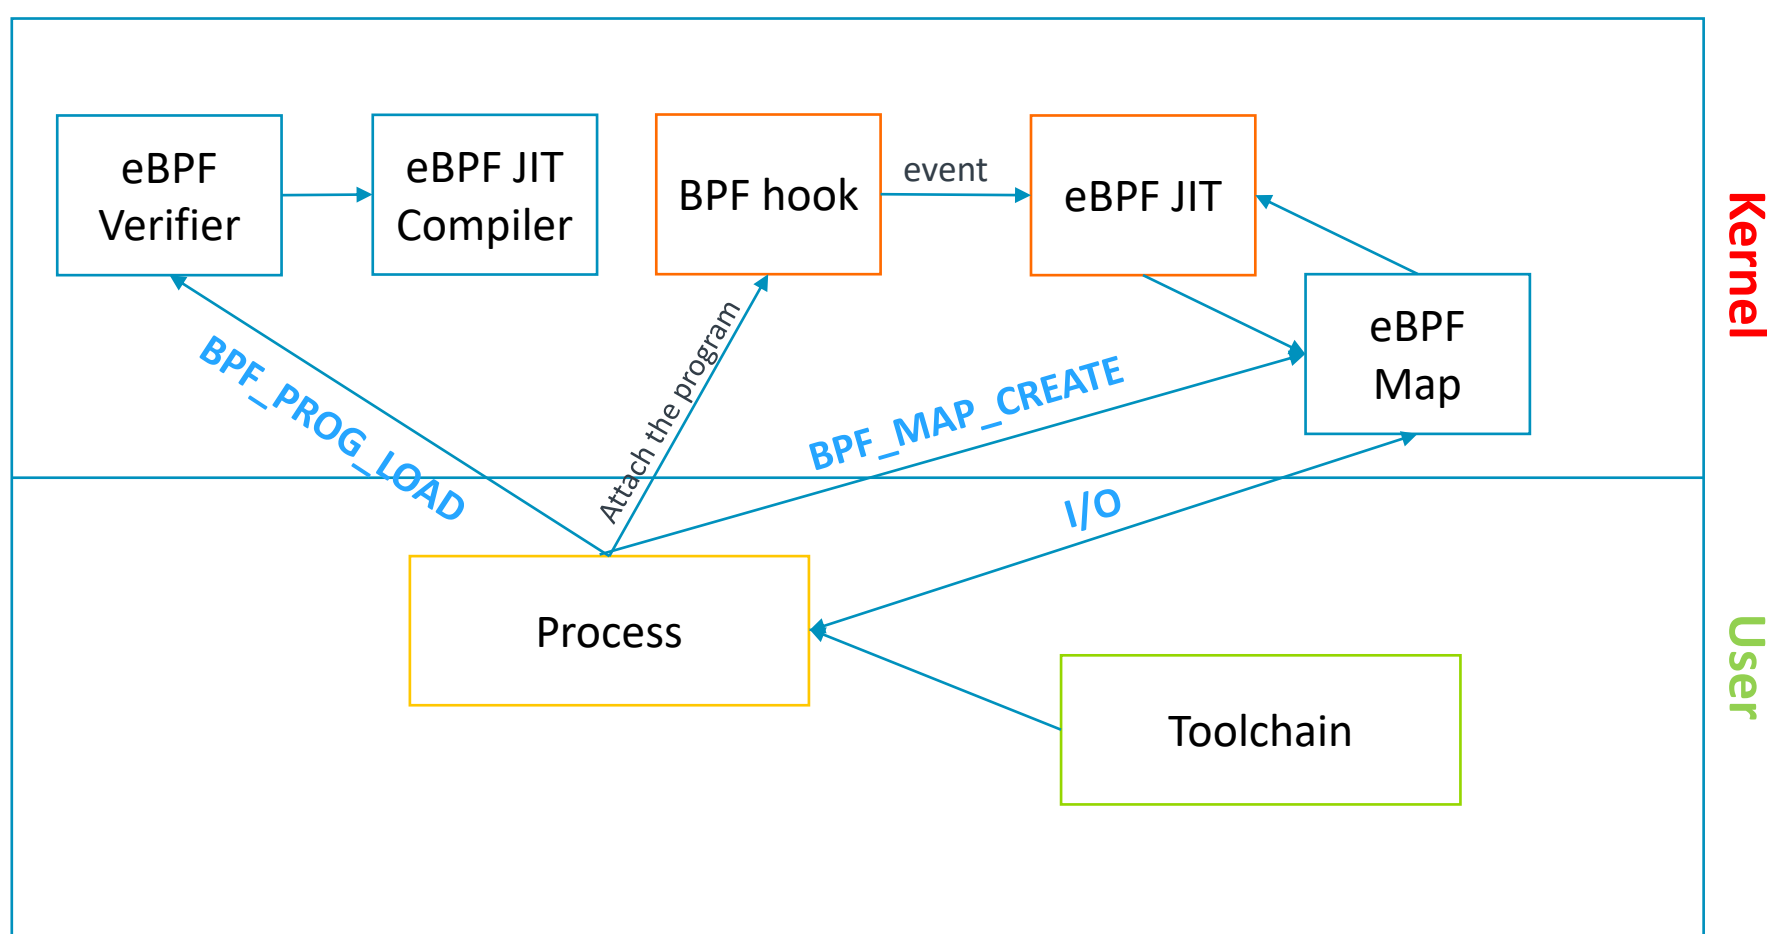 eBPF
Verifier
eBPF JIT
Compiler
BPF hook
event
eBPF JIT
eBPF
Map
Kernel
BPF_PROG_LOAD
Attach the program
BPF_MAP_CREATE
I/O
Process
Toolchain
User